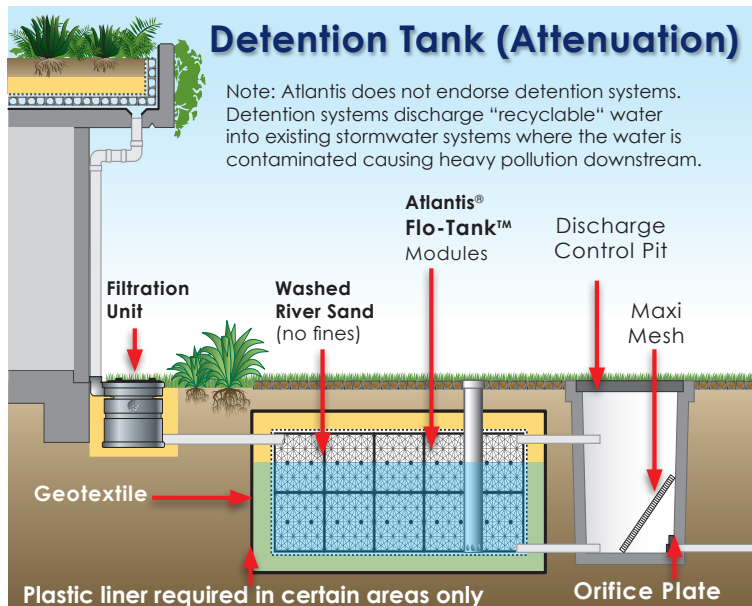 Detention Tank (Attenuation)
Note: Atlantis does not endorse detention systems.
Detention systems discharge “recyclable“ water
into existing stormwater systems where the water is
contaminated causing heavy pollution downstream.
Atlantis®
Flo-Tank™
Modules
Discharge
Control Pit
Filtration
Unit
Washed
River Sand
(no fines)
Maxi
Mesh
Geotextile
Plastic liner required in certain areas only
Orifice Plate